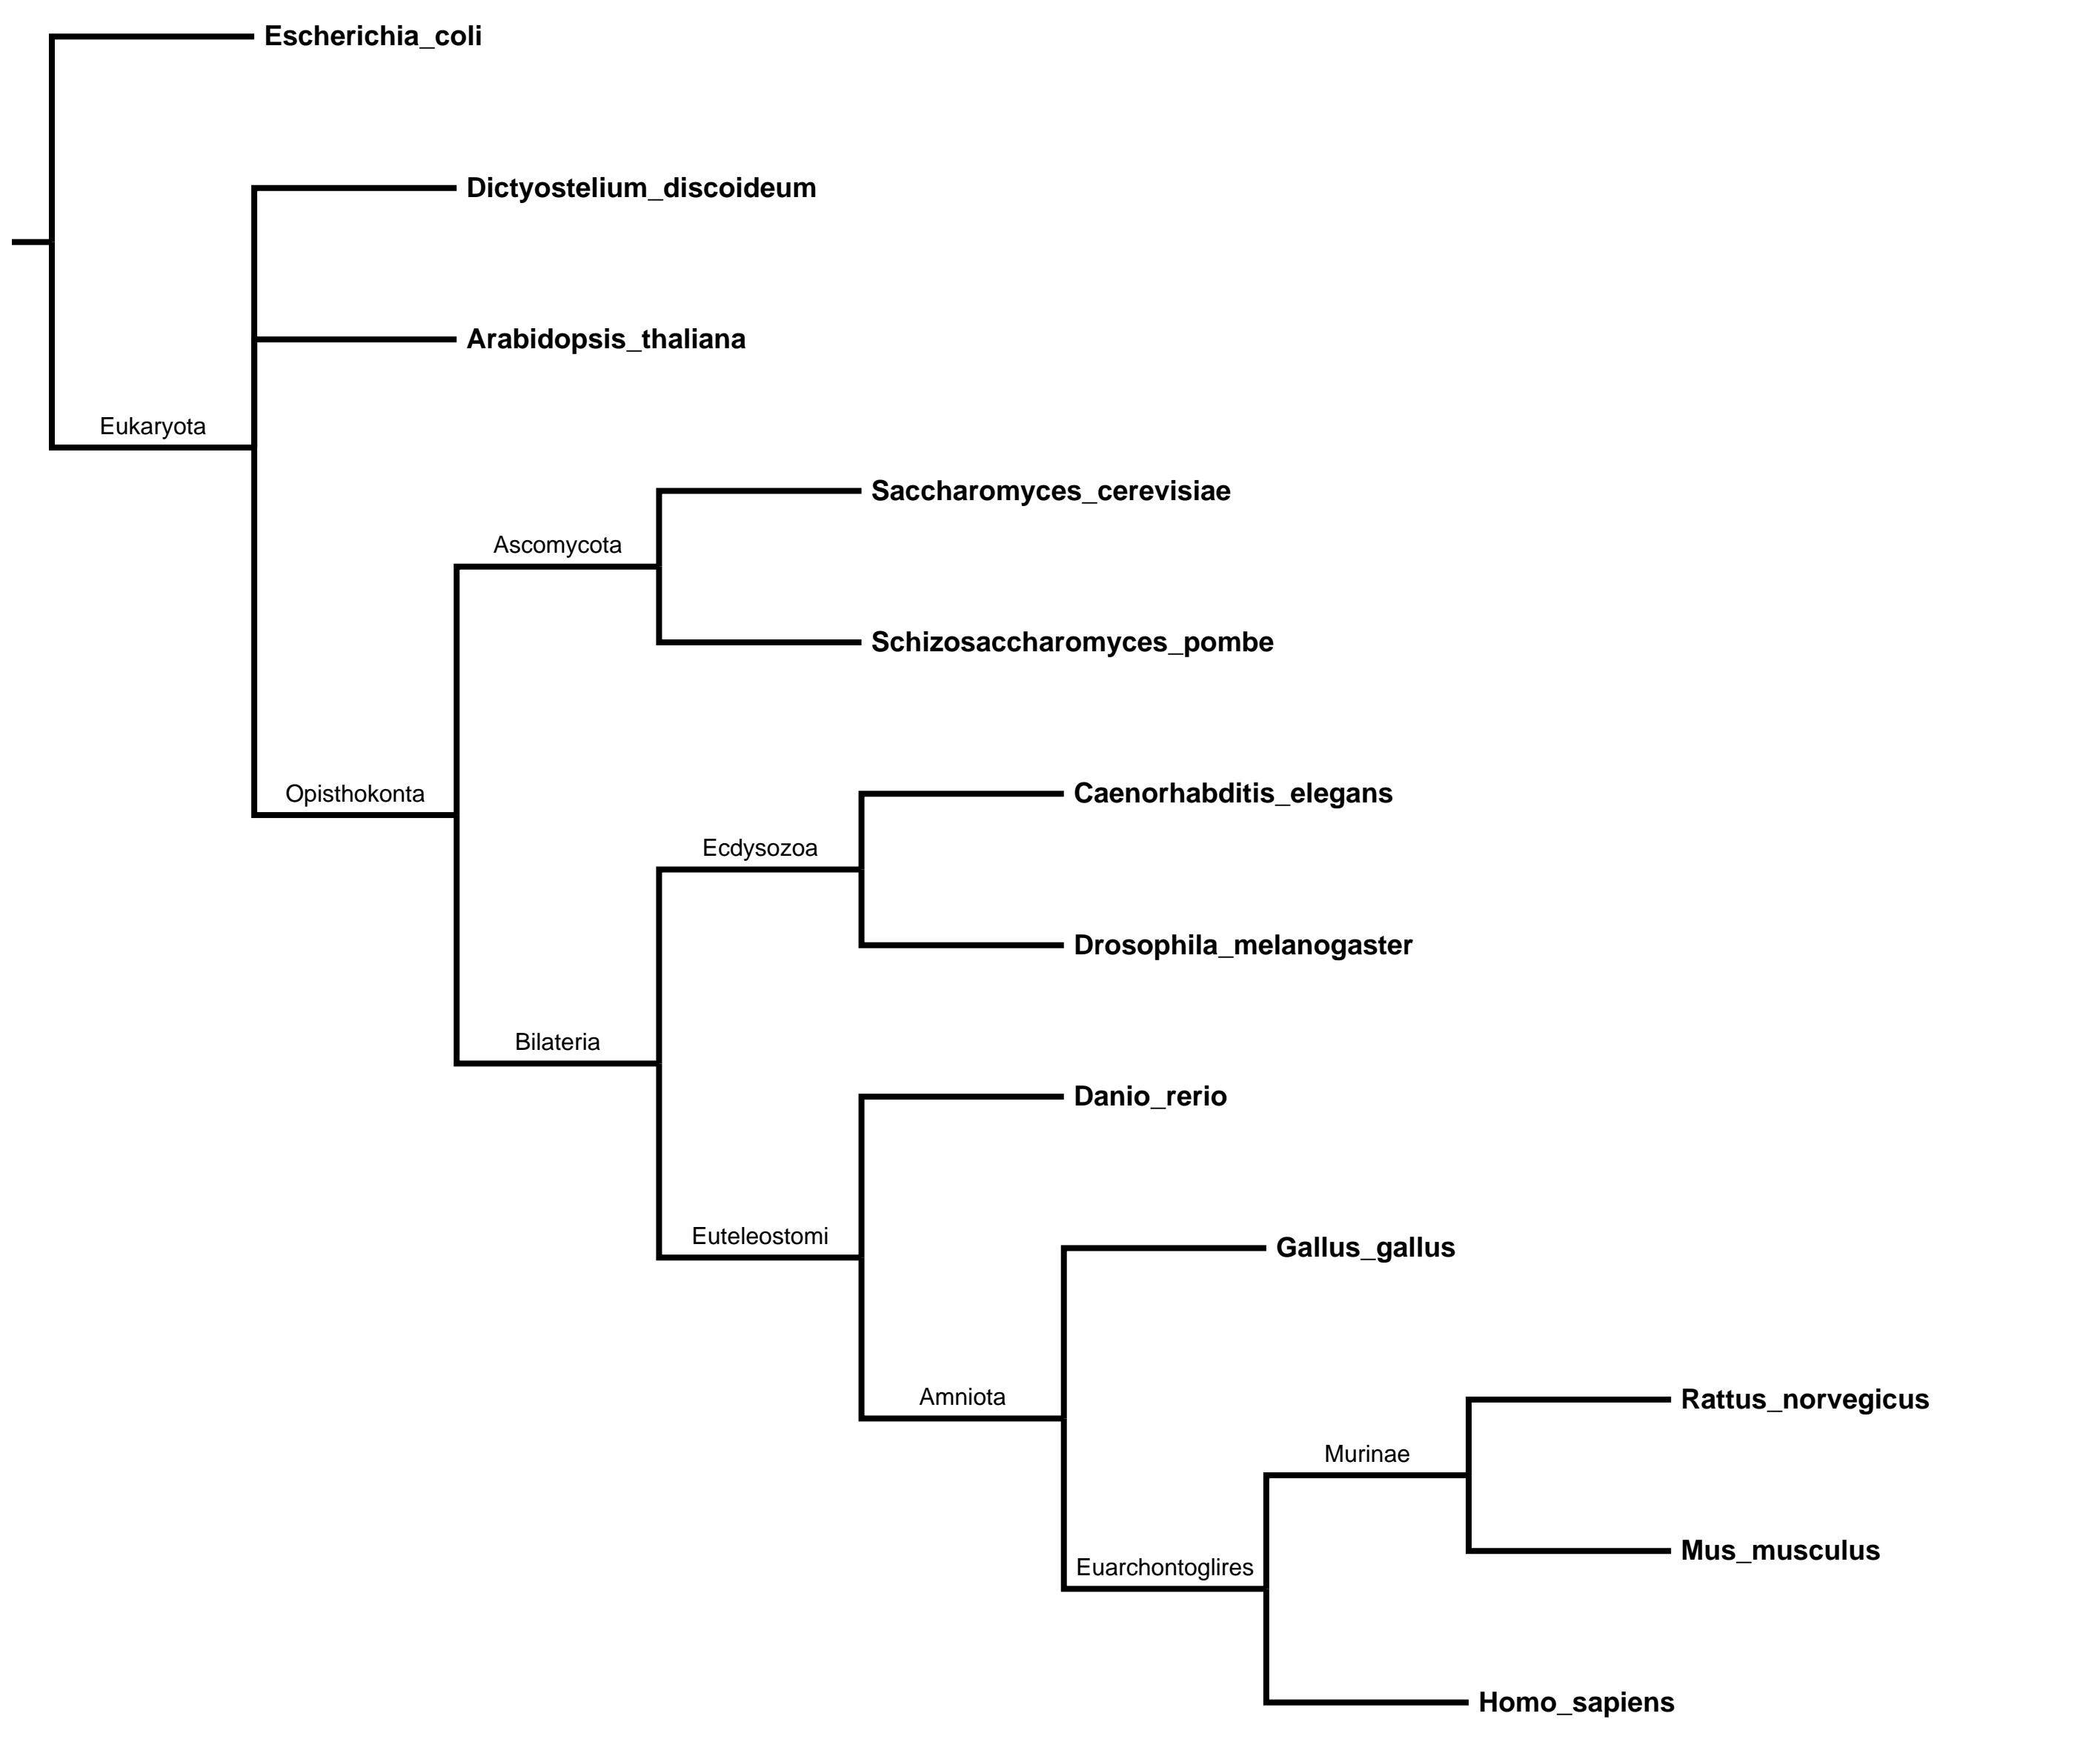 Escherichia_coli
Dictyostelium_discoideum
Arabidopsis_thaliana
Eukaryota
Saccharomyces_cerevisiae
Ascomycota
Schizosaccharomyces_pombe
Opisthokonta
Caenorhabditis_elegans
Ecdysozoa
Drosophila_melanogaster
Bilateria
Danio_rerio
Euteleostomi
Gallus_gallus
Amniota
Rattus_norvegicus
Murinae
Mus_musculus
Euarchontoglires
Homo_sapiens